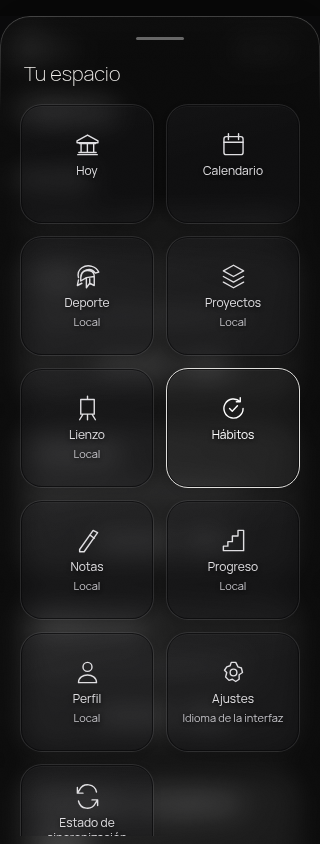 Tu espacio
Hoy
Calendario
Deporte
Local
Proyectos
Local
Lienzo
Local
Hábitos
Notas
Local
Progreso
Local
Perfil
Local
Ajustes
Idioma de la interfaz
Estado de